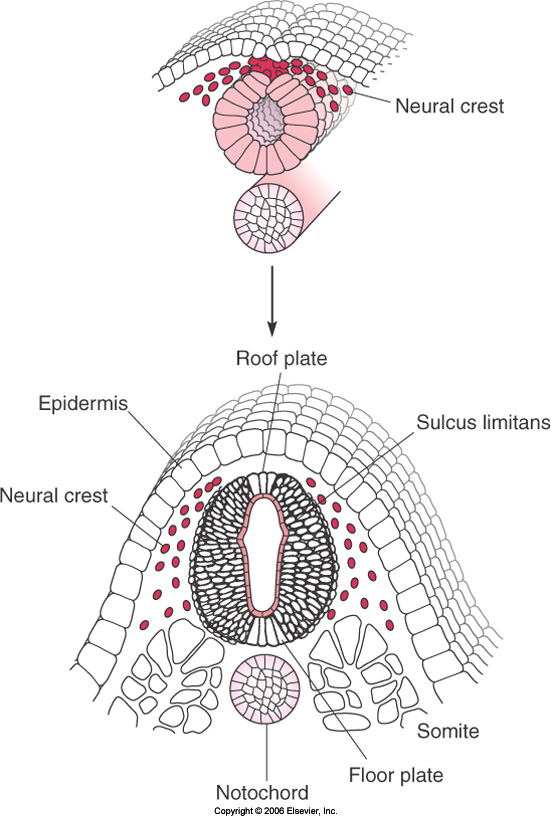 Neural crest
Roof plate
Epidermis
Sulcus limitans
Neural crest
Somite
Floor plate
Notochord
Copyright © 2006 Elsevier, Inc.